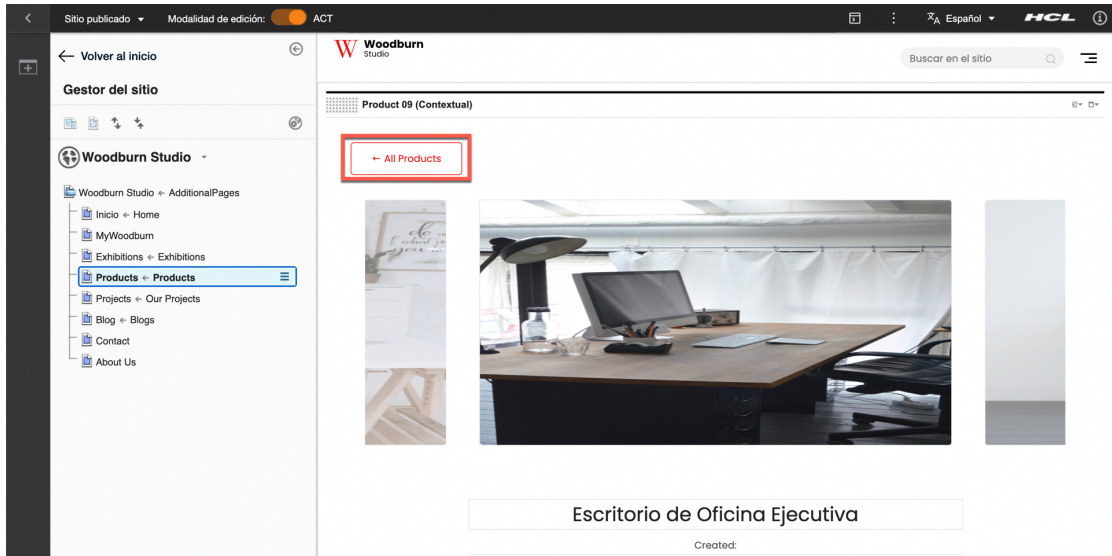 Sitio publicado
Modalidad de edición:
ACT
Español
HCL
← Volver al inicio
Gestor del sitio
Woodburn Studio
Woodburn Studio ← AdditionalPages
Inicio ← Home
MyWoodburn
Exhibitions ← Exhibitions
Products ← Products
Projects ← Our Projects
Blog ← Blogs
Contact
About Us
W Woodburn
Studio
Buscar en el sitio
Product 09 (Contextual)
← All Products
Escritorio de Oficina Ejecutiva
Created: